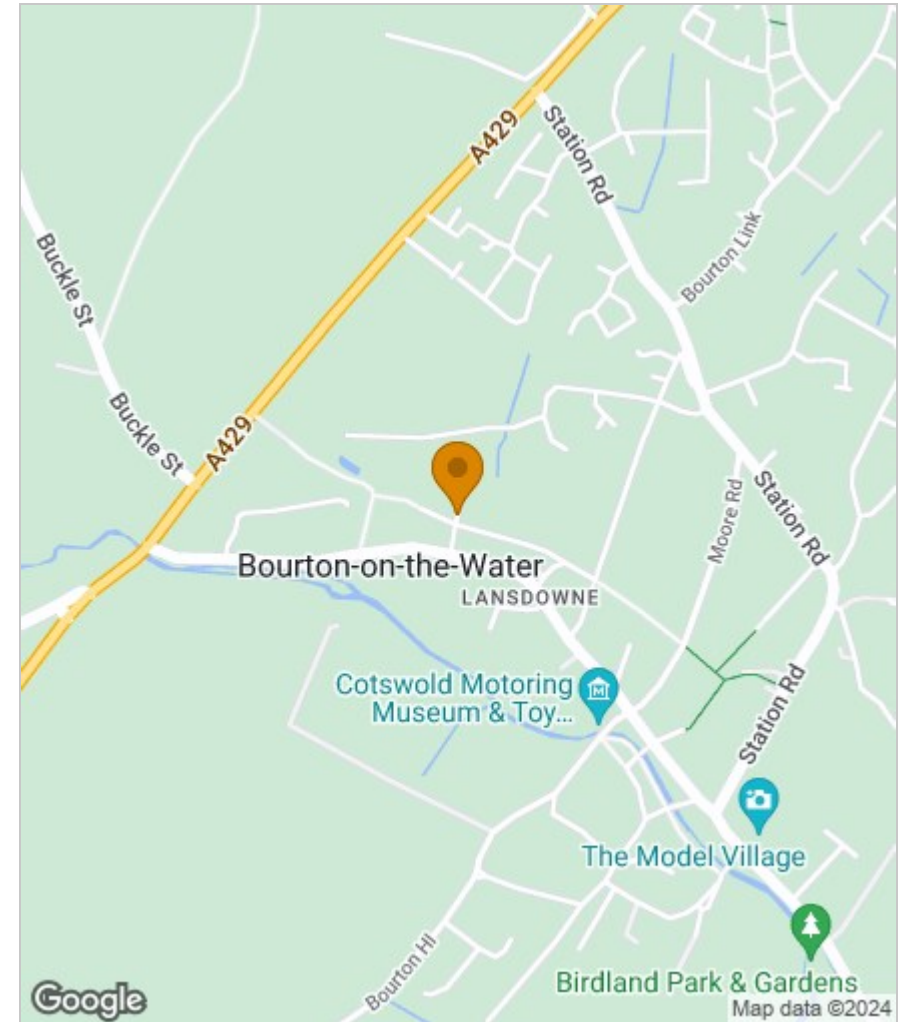 A429
Station Rd
Bourton Link
Buckle St
Buckle St
A429
Station Rd
Moore Rd
Bourton-on-the-Water
LANSDOWNE
Cotswold Motoring
Museum & Toy...
Station Rd
The Model Village
Bourton Hl
Birdland Park & Gardens
Google
Map data ©2024